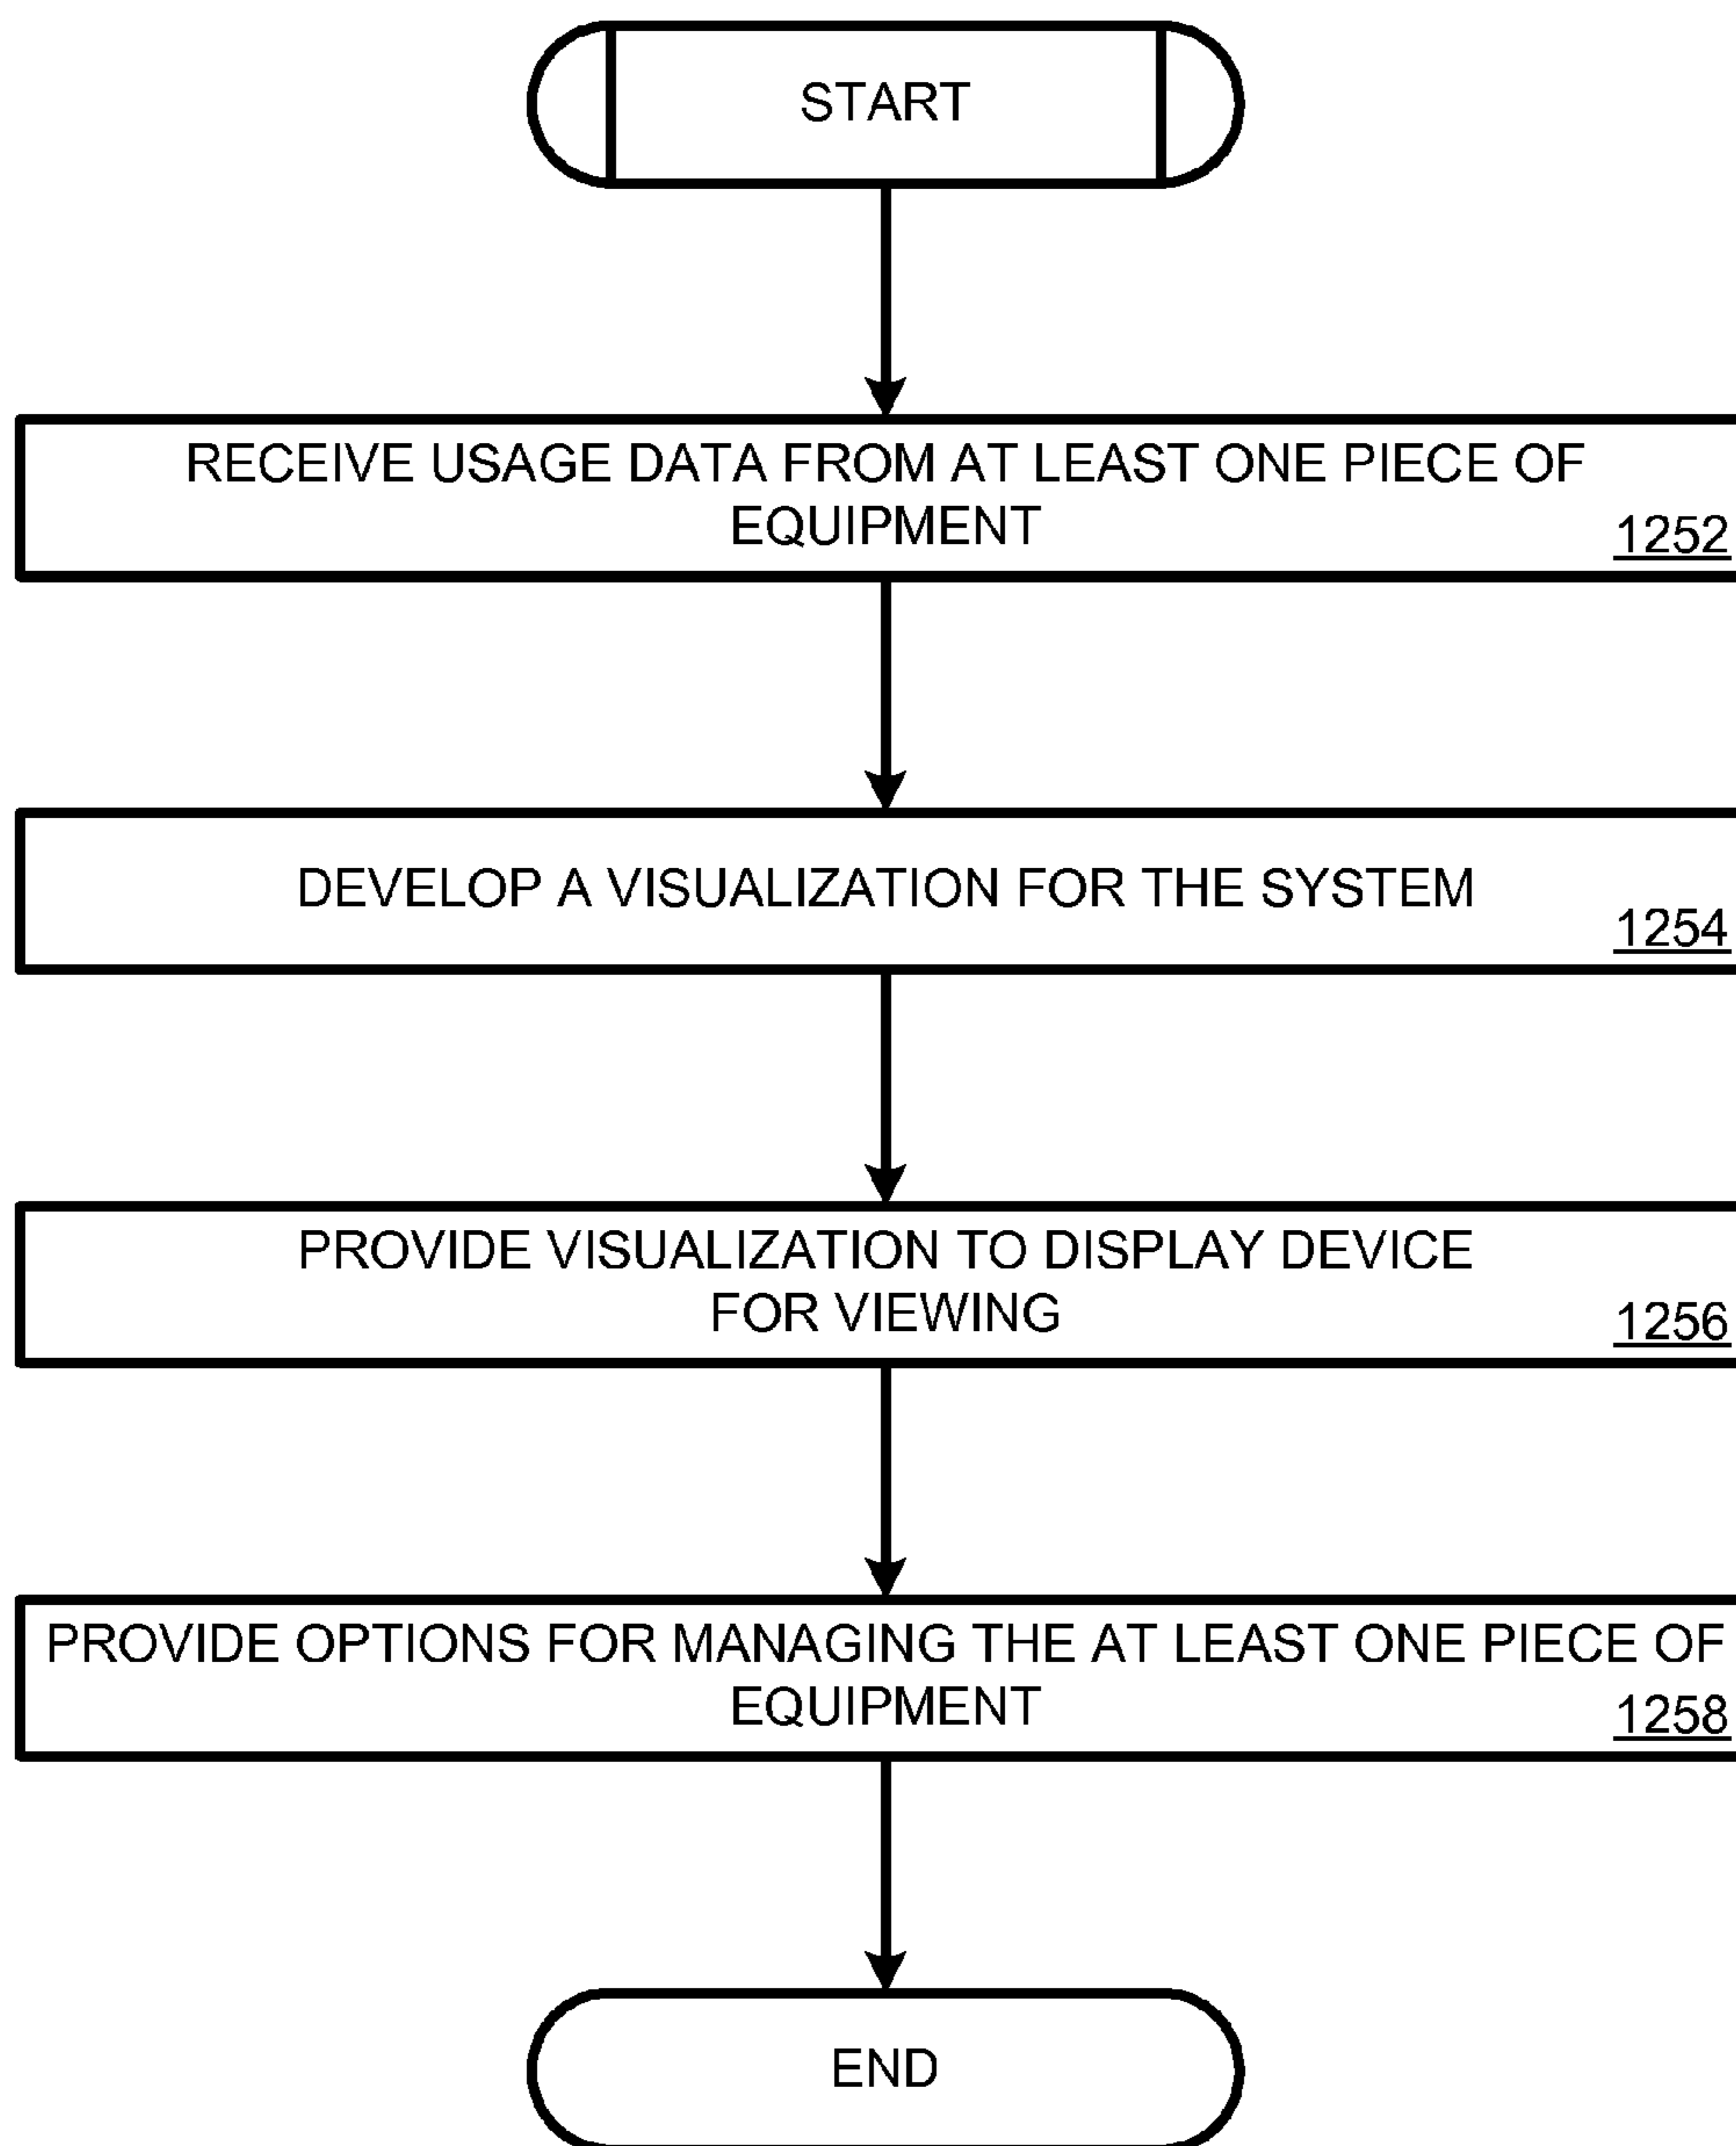 START
RECEIVE USAGE DATA FROM AT LEAST ONE PIECE OF
EQUIPMENT
1252
DEVELOP A VISUALIZATION FOR THE SYSTEM
1254
PROVIDE VISUALIZATION TO DISPLAY DEVICE
FOR VIEWING
1256
PROVIDE OPTIONS FOR MANAGING THE AT LEAST ONE PIECE OF
EQUIPMENT
1258
END